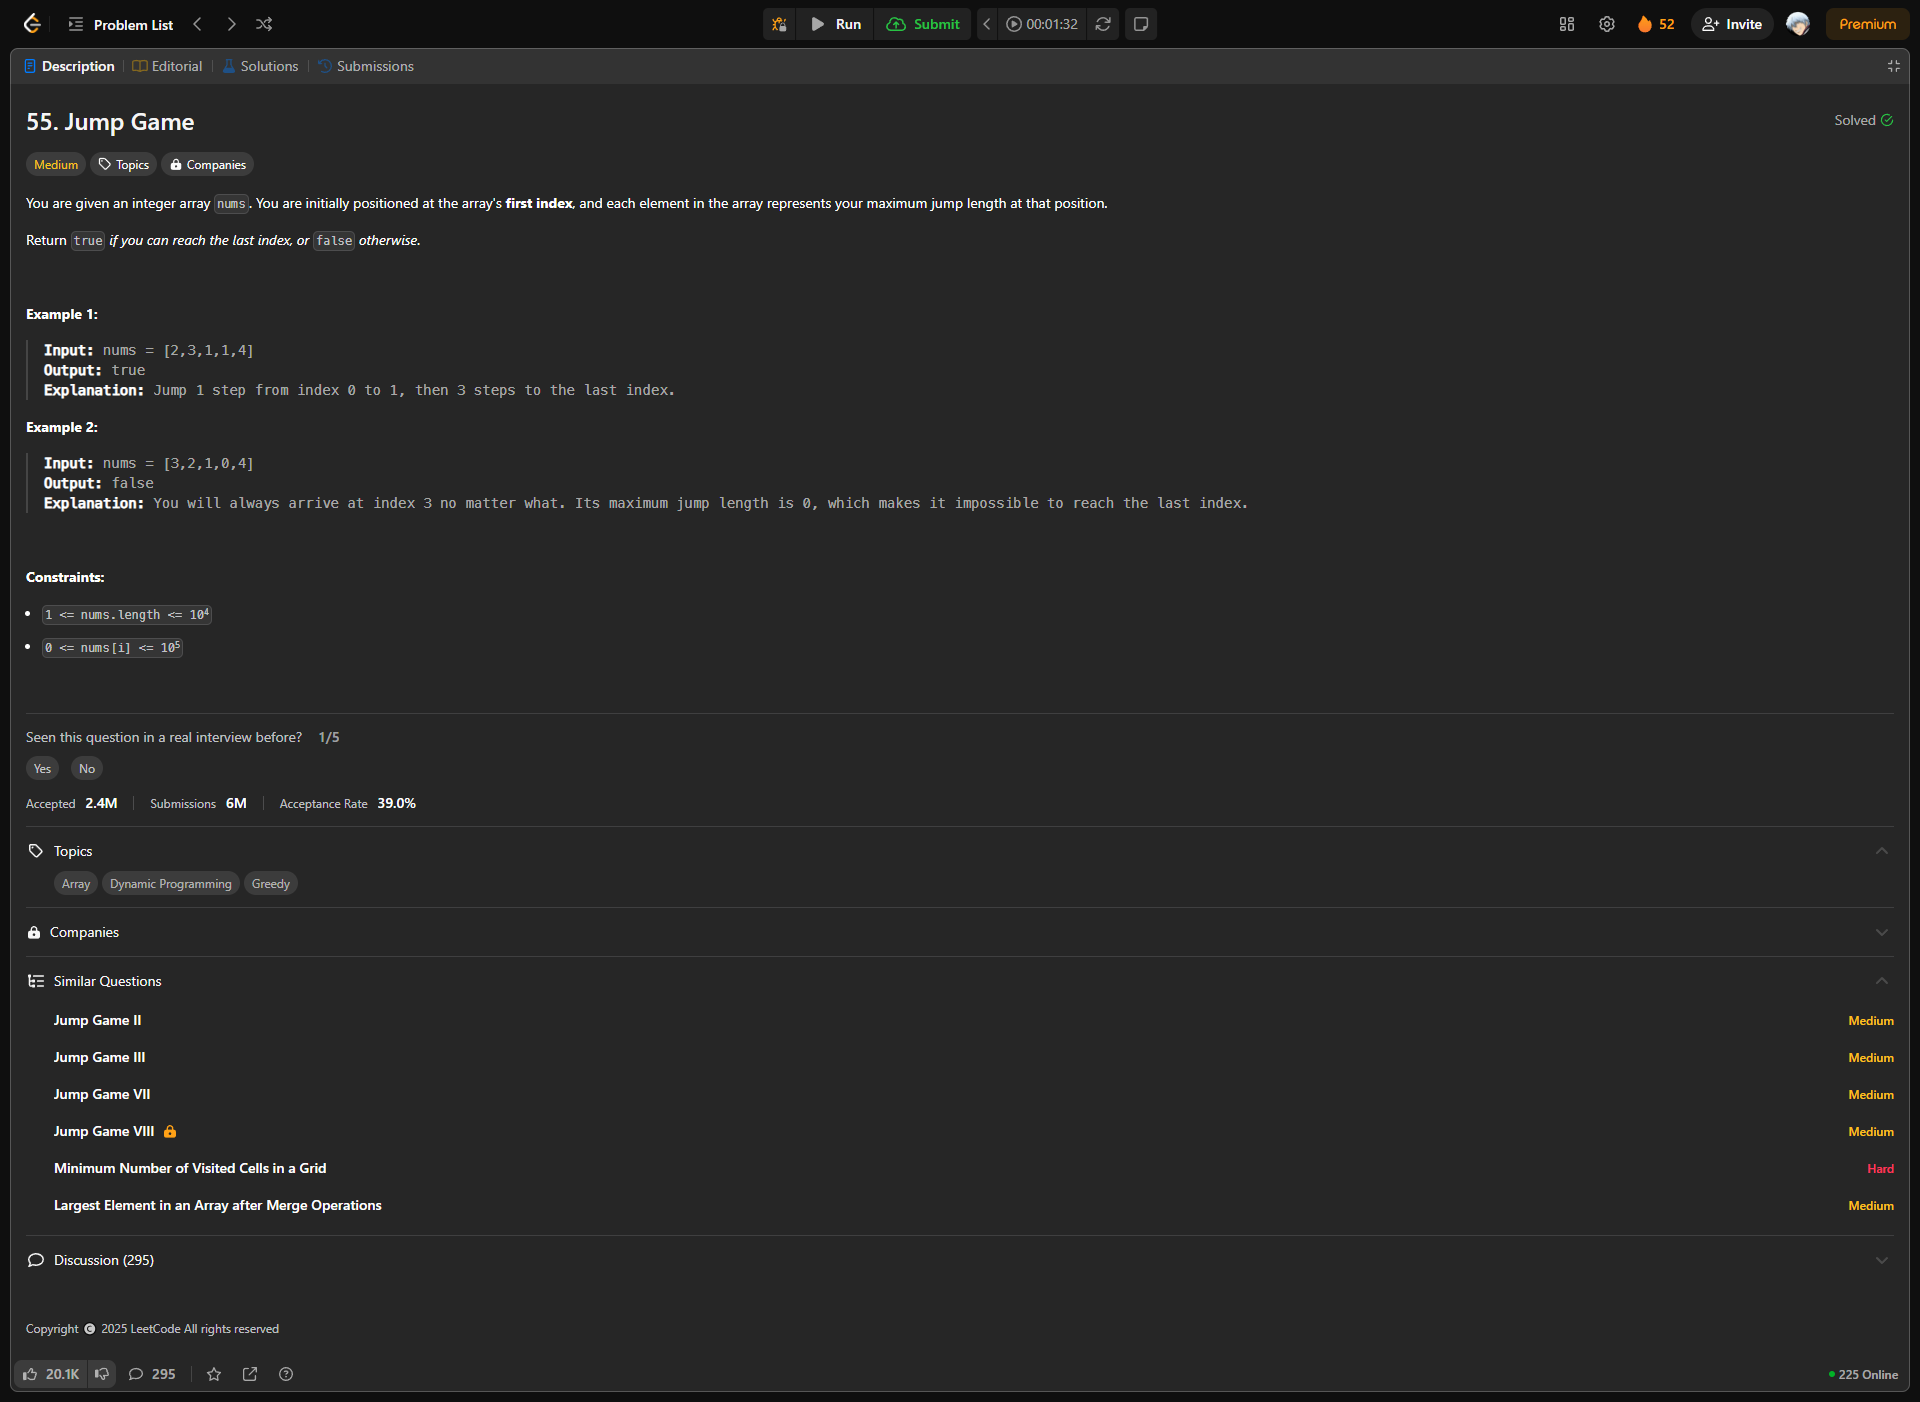 Problem List
Run
Submit
00:01:32
52
Invite
Premium
Description
Editorial
Solutions
Submissions
55. Jump Game
Solved
Medium
Topics
Companies
You are given an integer array nums. You are initially positioned at the array's first index, and each element in the array represents your maximum jump length at that position.
Return true if you can reach the last index, or false otherwise.
Example 1:
Input: nums = [2,3,1,1,4]
Output: true
Explanation: Jump 1 step from index 0 to 1, then 3 steps to the last index.
Example 2:
Input: nums = [3,2,1,0,4]
Output: false
Explanation: You will always arrive at index 3 no matter what. Its maximum jump length is 0, which makes it impossible to reach the last index.
Constraints:
1 <= nums.length <= 10⁴
0 <= nums[i] <= 10⁵
Seen this question in a real interview before? 1/5
Yes
No
Accepted 2.4M
Submissions 6M
Acceptance Rate 39.0%
Topics
Array
Dynamic Programming
Greedy
Companies
Similar Questions
Jump Game II
Medium
Jump Game III
Medium
Jump Game VII
Medium
Jump Game VIII
Medium
Minimum Number of Visited Cells in a Grid
Hard
Largest Element in an Array after Merge Operations
Medium
Discussion (295)
Copyright © 2025 LeetCode All rights reserved
20.1K
295
225 Online